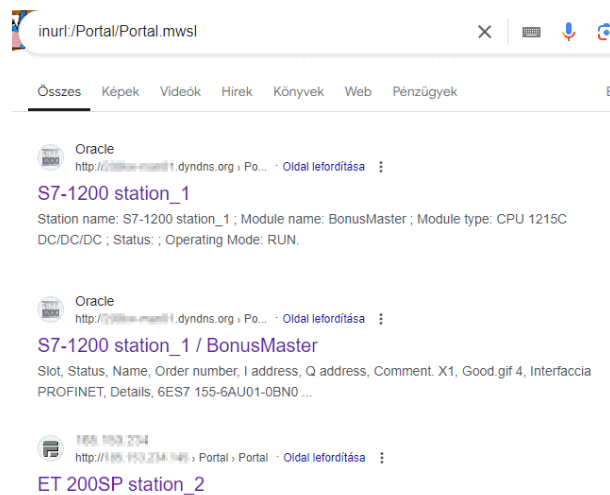 inurl:/Portal/Portal.mwsl
Összes Képek Videók Hírek Könyvek Web Pénzügyek
Oracle
http:// .dyndns.org › Po... · Oldal lefordítása
S7-1200 station_1
Station name: S7-1200 station_1 ; Module name: BonusMaster ; Module type: CPU 1215C
DC/DC/DC ; Status: ; Operating Mode: RUN.
Oracle
http:// .dyndns.org › Po... · Oldal lefordítása
S7-1200 station_1 / BonusMaster
Slot, Status, Name, Order number, I address, Q address, Comment. X1, Good.gif 4, Interfaccia
PROFINET, Details, 6ES7 155-6AU01-0BN0 ...
http:// › Portal › Portal · Oldal lefordítása
ET 200SP station_2